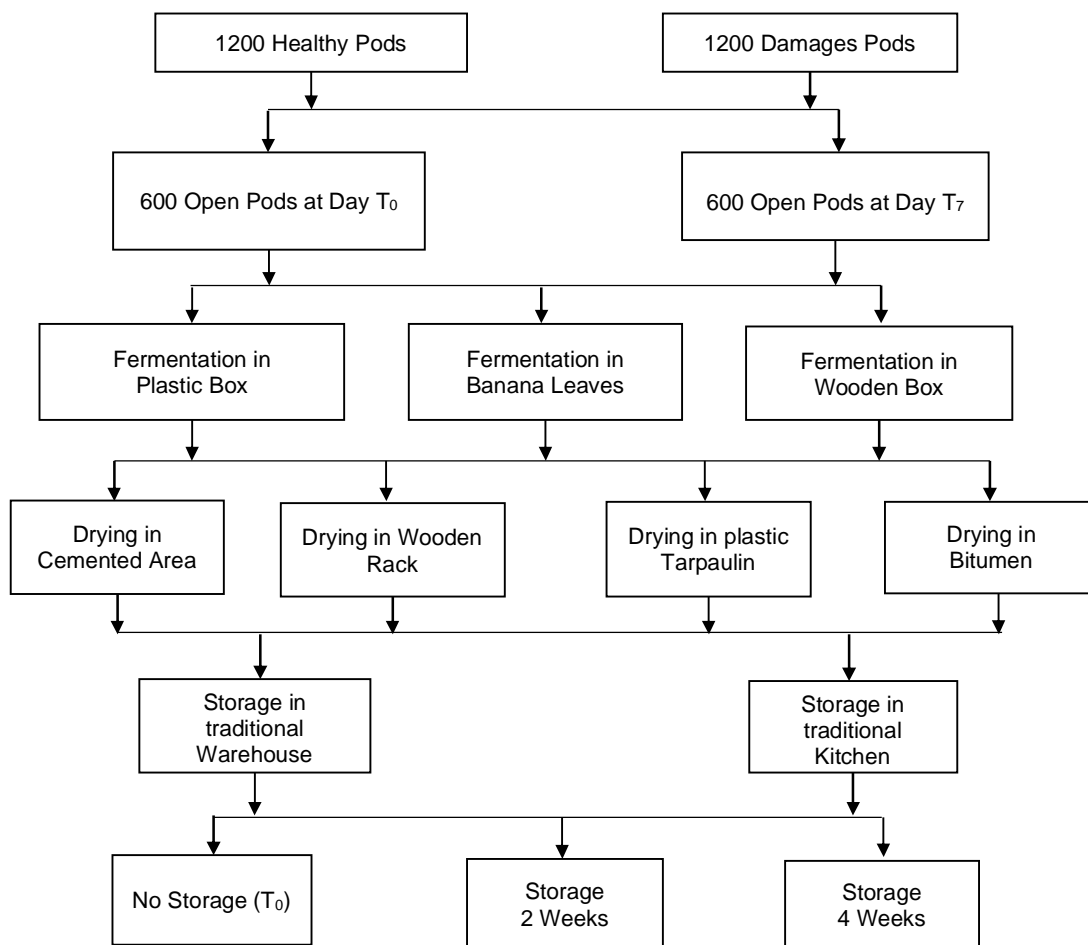 1200 Healthy Pods
1200 Damages Pods
600 Open Pods at Day T₀
600 Open Pods at Day T₇
Fermentation in
Plastic Box
Fermentation in
Banana Leaves
Fermentation in
Wooden Box
Drying in
Cemented Area
Drying in Wooden
Rack
Drying in plastic
Tarpaulin
Drying in
Bitumen
Storage in
traditional
Warehouse
Storage in
traditional
Kitchen
No Storage (T₀)
Storage
2 Weeks
Storage
4 Weeks